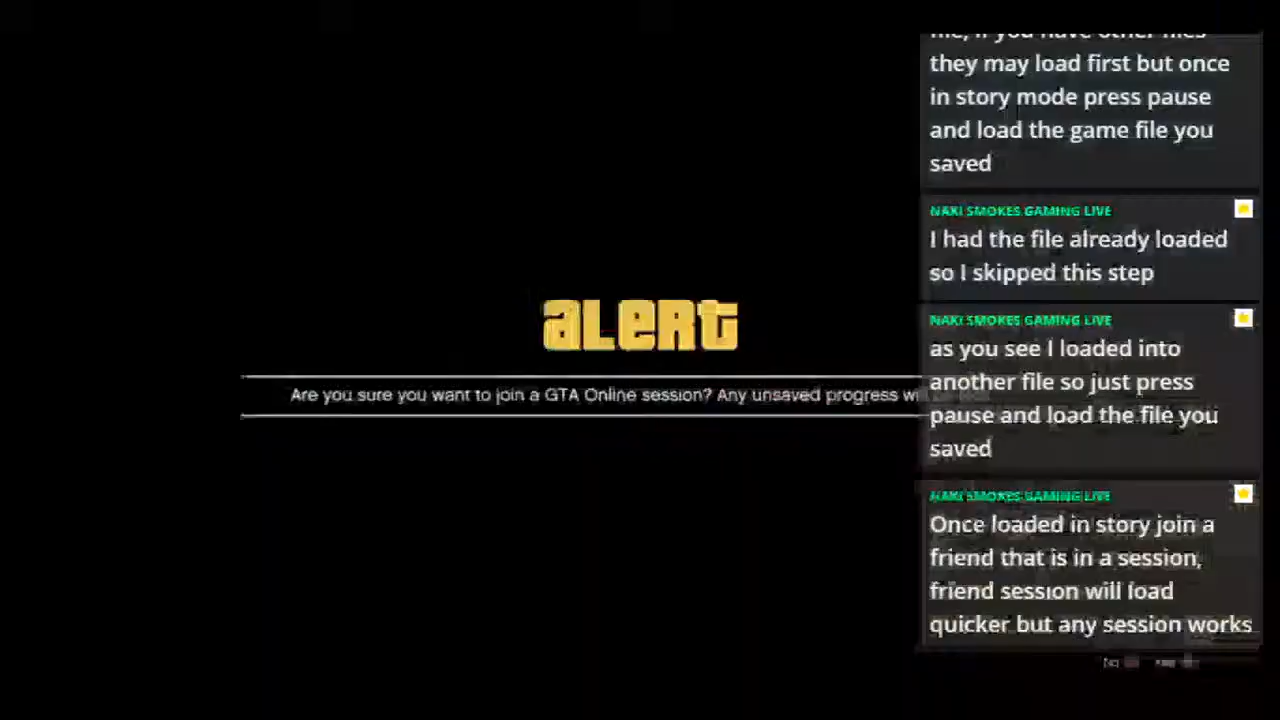 they may load first but once
in story mode press pause
and load the game file you
saved
NAKI SMOKES GAMING LIVE
I had the file already loaded
so I skipped this step
NAKI SMOKES GAMING LIVE
as you see I loaded into
another file so just press
pause and load the file you
saved
NAKI SMOKES GAMING LIVE
Once loaded in story join a
friend that is in a session,
friend session will load
quicker but any session works
aLeRt
Are you sure you want to join a GTA Online session? Any unsaved progress